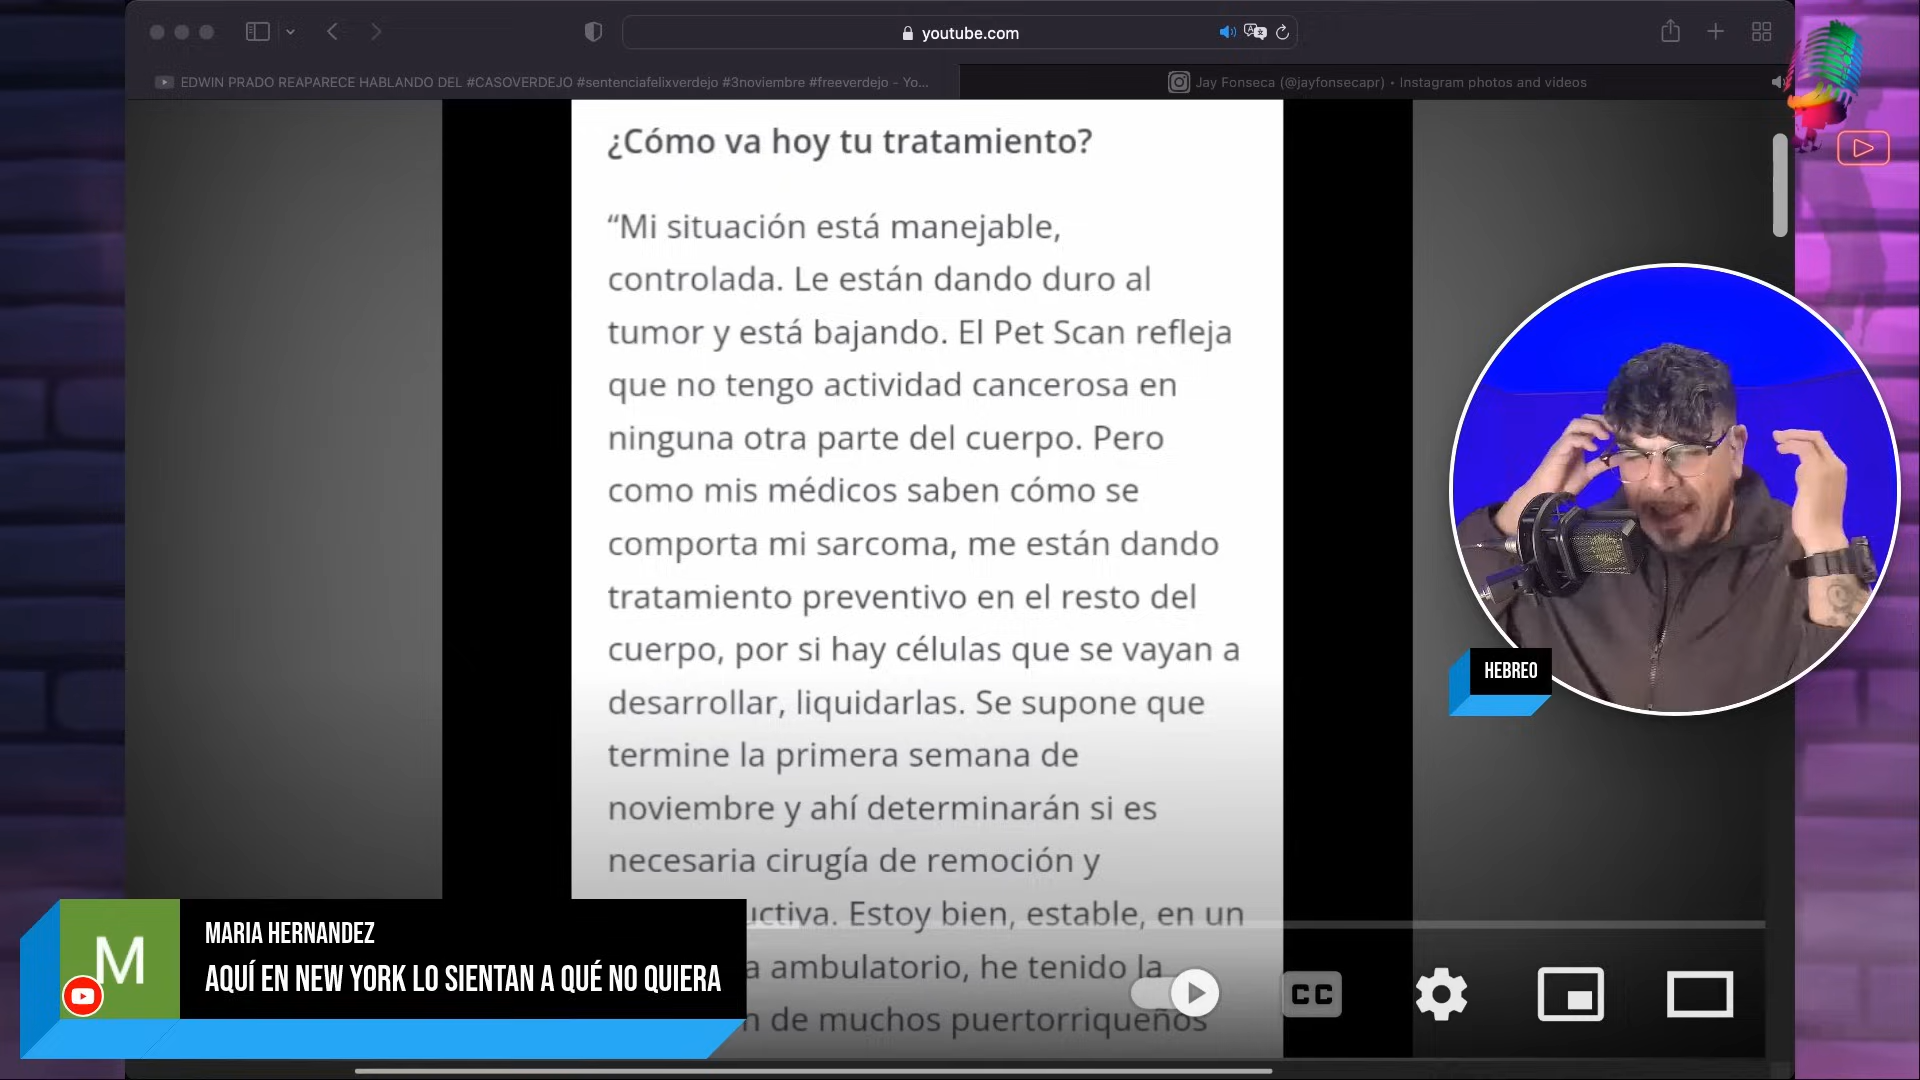 youtube.com
EDWIN PRADO REAPARECE HABLANDO DEL #CASOVERDEJO #sentenciafelixverdejo #3noviembre #freeverdejo - Yo...
Jay Fonseca (@jayfonsecapr) • Instagram photos and videos
¿Cómo va hoy tu tratamiento?
“Mi situación está manejable,
controlada. Le están dando duro al
tumor y está bajando. El Pet Scan refleja
que no tengo actividad cancerosa en
ninguna otra parte del cuerpo. Pero
como mis médicos saben cómo se
comporta mi sarcoma, me están dando
tratamiento preventivo en el resto del
cuerpo, por si hay células que se vayan a
desarrollar, liquidarlas. Se supone que
termine la primera semana de
noviembre y ahí determinarán si es
necesaria cirugía de remoción y
uctiva. Estoy bien, estable, en un
a ambulatorio, he tenido la
n de muchos puertorriqueños
HEBREO
M
MARIA HERNANDEZ
AQUÍ EN NEW YORK LO SIENTAN A QUÉ NO QUIERA
CC